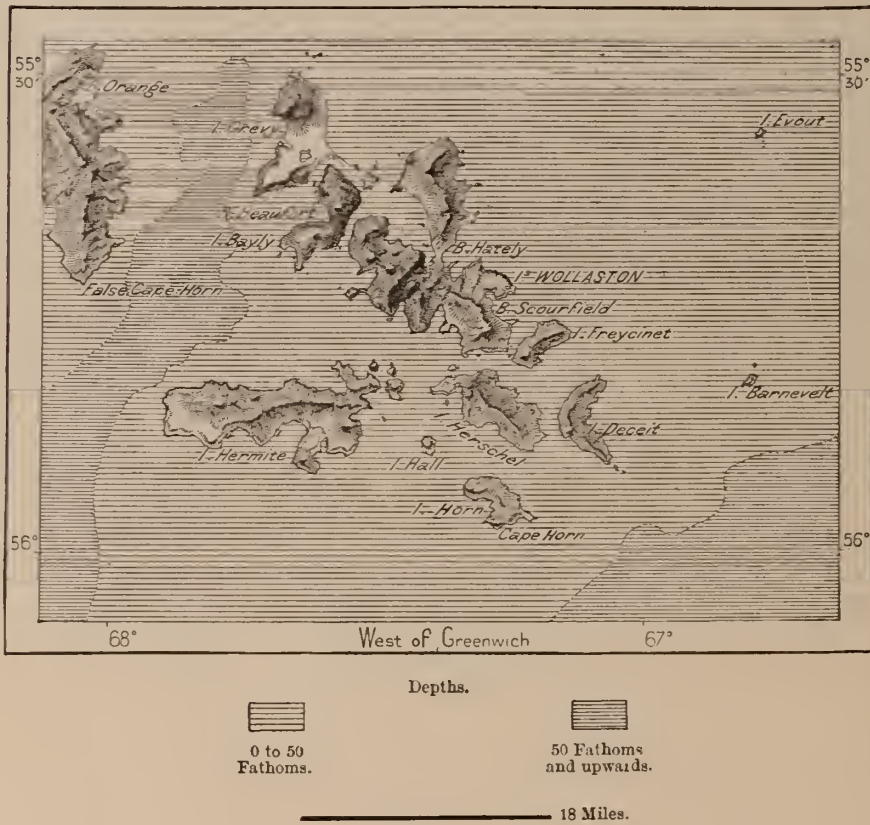 55°
30'
55°
30'
Orange
I. Grevy
I. Evout
Beaufort
I. Bayly
B. Hately
Iˢ WOLLASTON
False Cape Horn
B. Scourfield
I. Freycinet
I. Barnevelt
I. Herschel
I. Deceit
I. Hermite
I. Hall
I. Horn
Cape Horn
56°
56°
68°
West of Greenwich
67°
Depths.
0 to 50
Fathoms.
50 Fathoms
and upwards.
18 Miles.